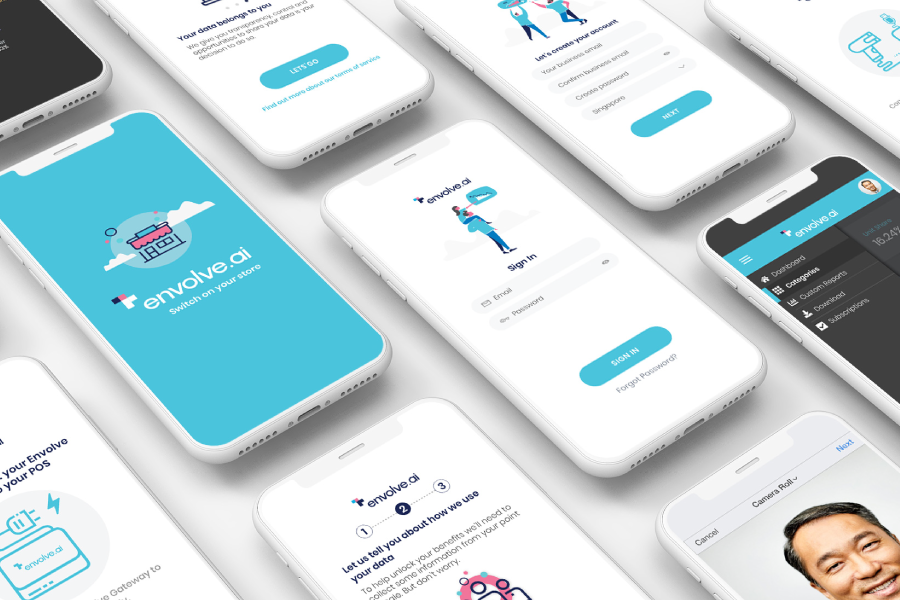 Your data belongs to you
We give you transparency, control and
opportunities to share your data is your
decision to do so.
LET'S GO
Find out more about our terms of service
Let's create your account
Your business email
Confirm business email
Create password
Singapore
NEXT
envolve.ai
Switch on your store
envolve.ai
Sign In
Email
Password
SIGN IN
Forgot Password?
envolve.ai
Dashboard
Categories
Custom Reports
Download
Subscriptions
16.24%
your Envolve
your POS
envolve.ai
Gateway to
envolve.ai
1 2 3
Let us tell you about how we use
your data
To help unlock your benefits we'll need to
collect some information from your point
But don't worry.
Cancel
Camera Roll
Next